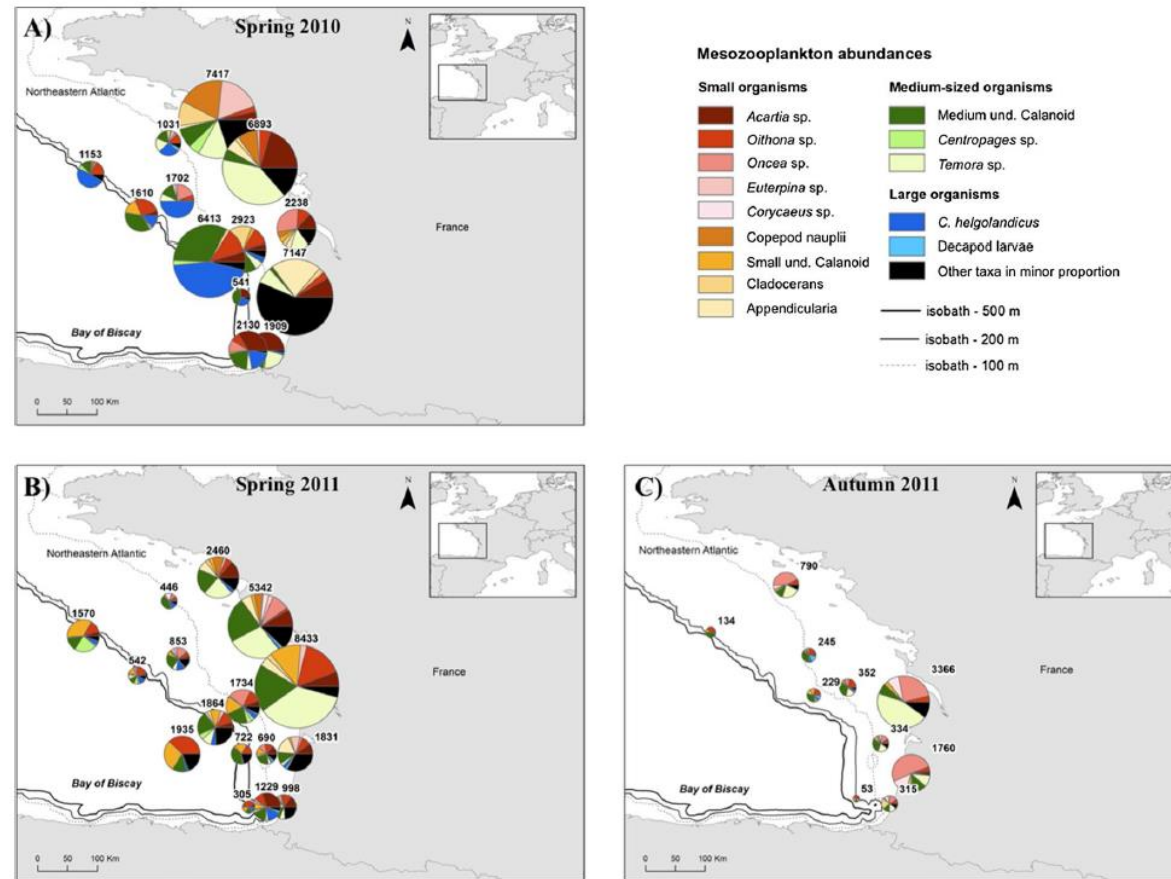 A)
Spring 2010
N
Northeastern Atlantic
7417
6893
1031
1153
1702
1610
2238
6413
2923
7147
541
2130
1909
France
Bay of Biscay
0 50 100 Km
Mesozooplankton abundances
Small organisms
Acartia sp.
Oithona sp.
Oncea sp.
Euterpina sp.
Corycaeus sp.
Copepod nauplii
Small und. Calanoid
Cladocerans
Appendicularia
Medium-sized organisms
Medium und. Calanoid
Centropages sp.
Temora sp.
Large organisms
C. helgolandicus
Decapod larvae
Other taxa in minor proportion
isobath - 500 m
isobath - 200 m
isobath - 100 m
B)
Spring 2011
N
Northeastern Atlantic
2460
446
5342
1570
853
8433
542
1734
1864
1935
722
690
1831
305
1229
998
France
Bay of Biscay
0 50 100 Km
C)
Autumn 2011
N
Northeastern Atlantic
790
134
245
352
3366
229
334
1760
53
315
France
Bay of Biscay
0 50 100 Km